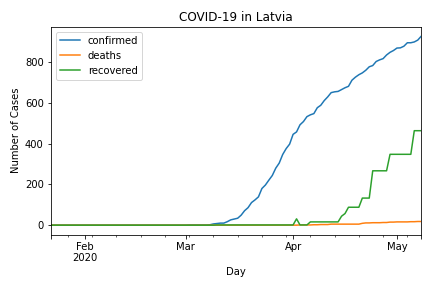 COVID-19 in Latvia
confirmed
deaths
recovered
Number of Cases
800
600
400
200
0
Feb
2020
Mar
Apr
May
Day